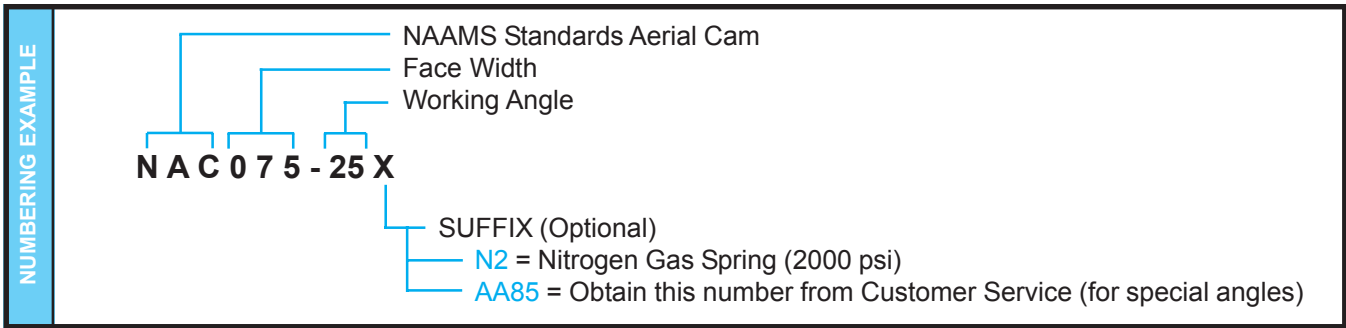 NUMBERING EXAMPLE
NAAMS Standards Aerial Cam
Face Width
Working Angle
N A C 0 7 5 - 25 X
SUFFIX (Optional)
N2 = Nitrogen Gas Spring (2000 psi)
AA85 = Obtain this number from Customer Service (for special angles)